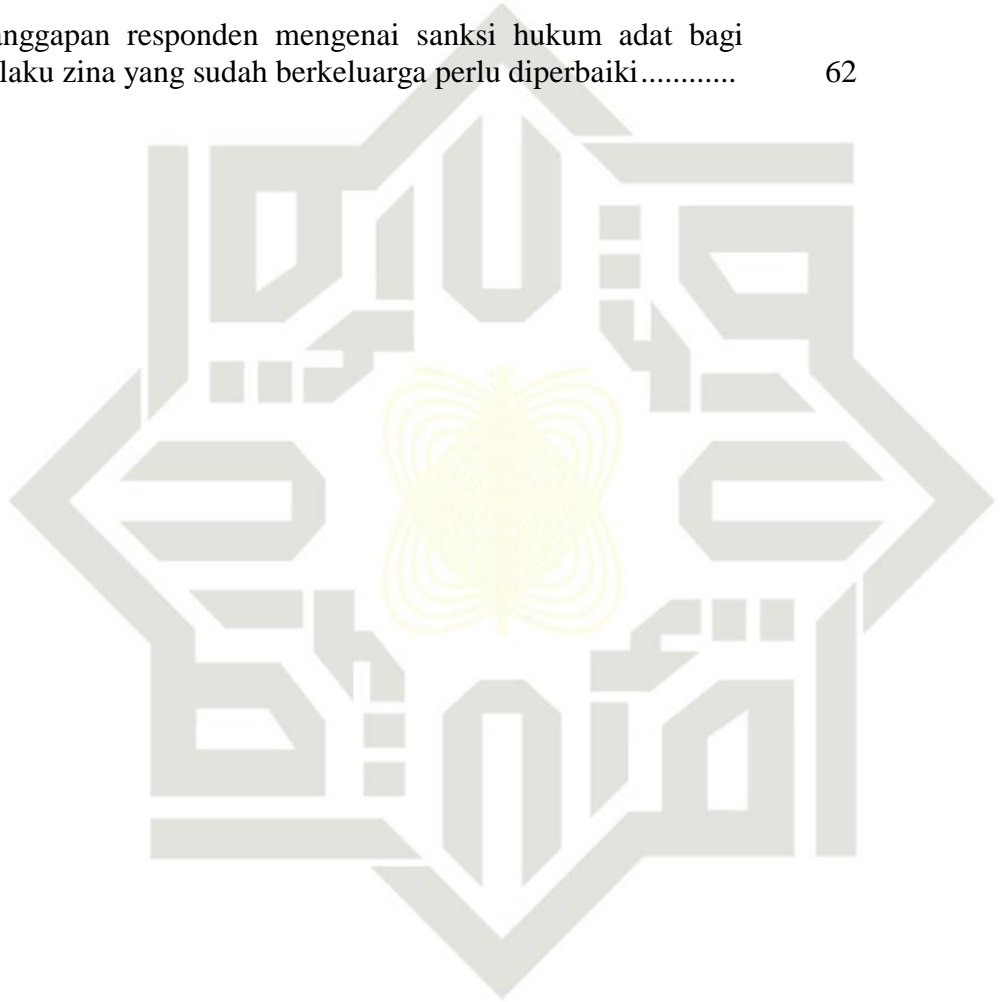 anggapan responden mengenai sanksi hukum adat bagi
laku zina yang sudah berkeluarga perlu diperbaiki............ 62